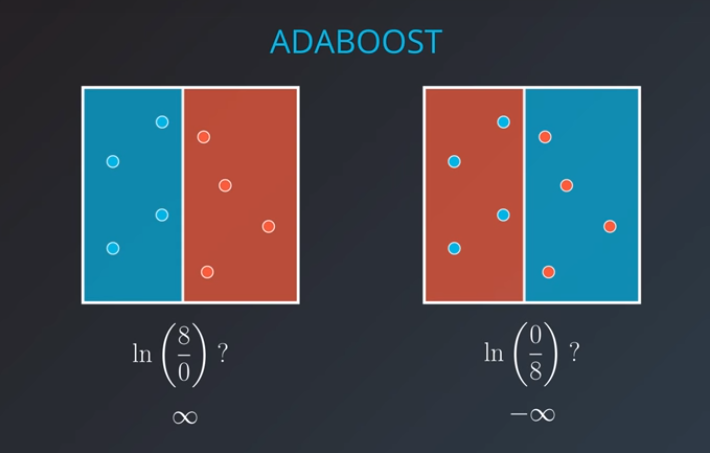 ADABOOST
ln (8/0) ?
ln (0/8) ?
∞
−∞